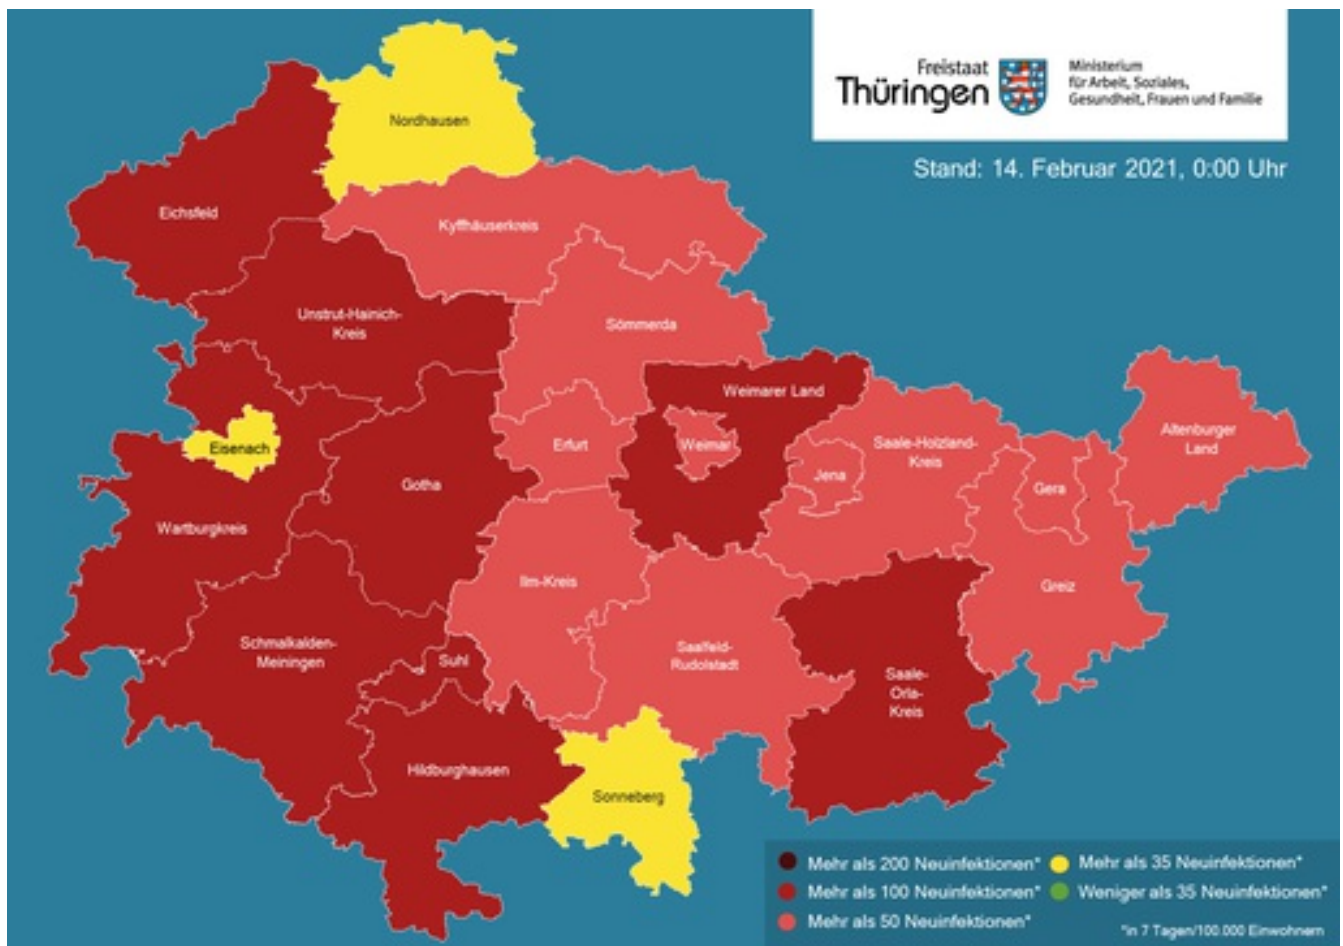 Freistaat
Thüringen
Ministerium
für Arbeit, Soziales,
Gesundheit, Frauen und Familie
Stand: 14. Februar 2021, 0:00 Uhr
Nordhausen
Eichsfeld
Kyffhäuserkreis
Unstrut-Hainich-
Kreis
Sömmerda
Weimarer Land
Eisenach
Erfurt
Weimar
Saale-Holzland-
Kreis
Jena
Altenburger
Land
Gotha
Gera
Wartburgkreis
Ilm-Kreis
Greiz
Schmalkalden-
Meiningen
Suhl
Saalfeld-
Rudolstadt
Saale-
Orla-
Kreis
Hildburghausen
Sonneberg
Mehr als 200 Neuinfektionen*
Mehr als 100 Neuinfektionen*
Mehr als 50 Neuinfektionen*
Mehr als 35 Neuinfektionen*
Weniger als 35 Neuinfektionen*
*in 7 Tagen/100.000 Einwohnern